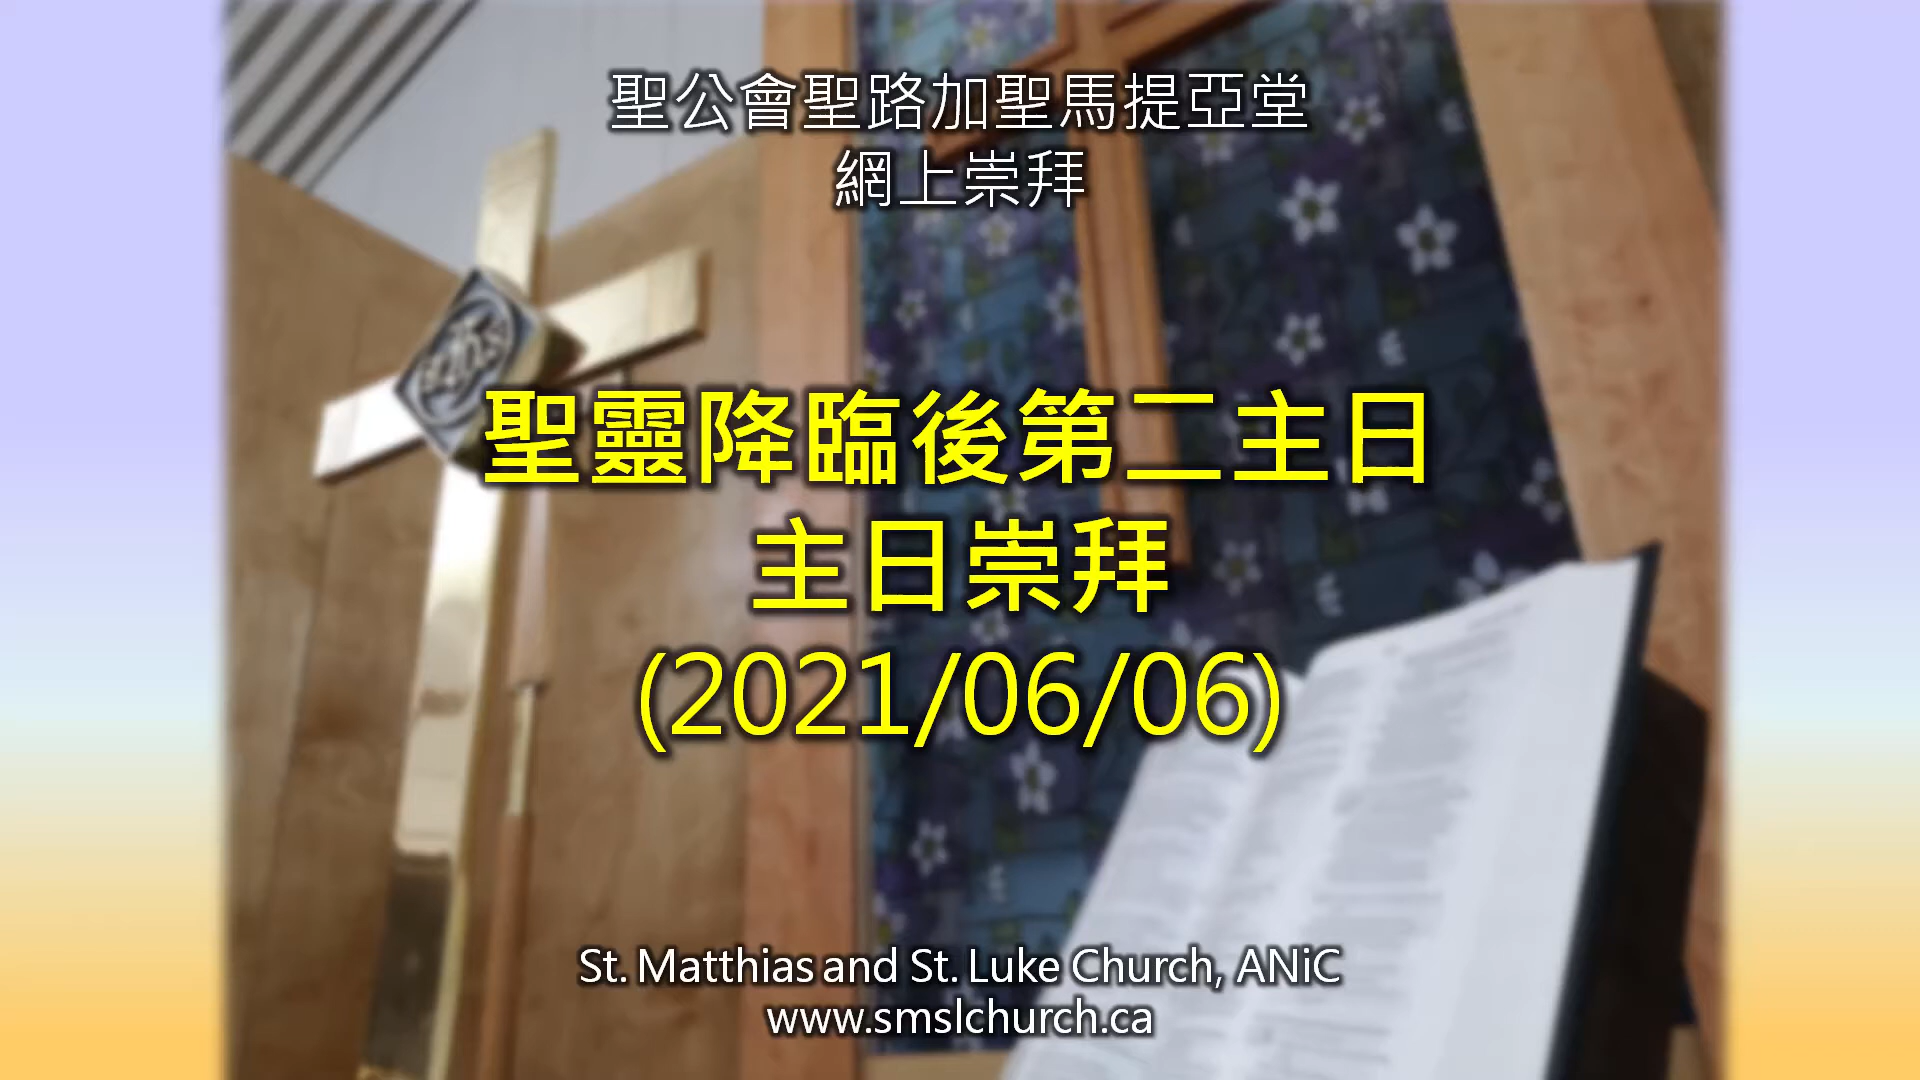 聖公會聖路加聖馬提亞堂
網上崇拜
聖靈降臨後第二主日
主日崇拜
(2021/06/06)
St. Matthias and St. Luke Church, ANiC
www.smslchurch.ca